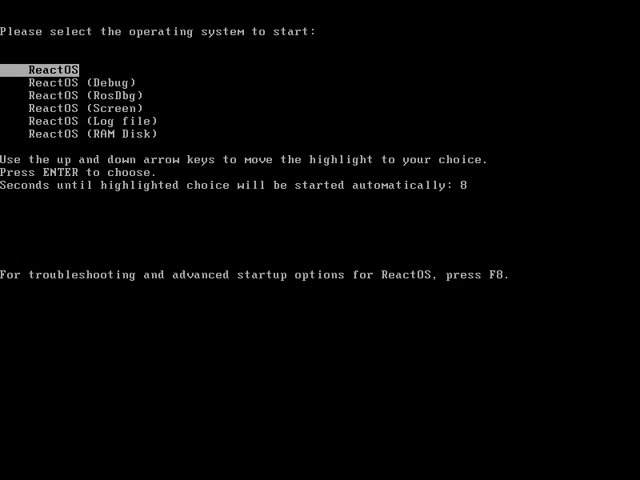 Please select the operating system to start:
ReactOS
ReactOS (Debug)
ReactOS (RosDbg)
ReactOS (Screen)
ReactOS (Log file)
ReactOS (RAM Disk)
Use the up and down arrow keys to move the highlight to your choice.
Press ENTER to choose.
Seconds until highlighted choice will be started automatically: 8
For troubleshooting and advanced startup options for ReactOS, press F8.